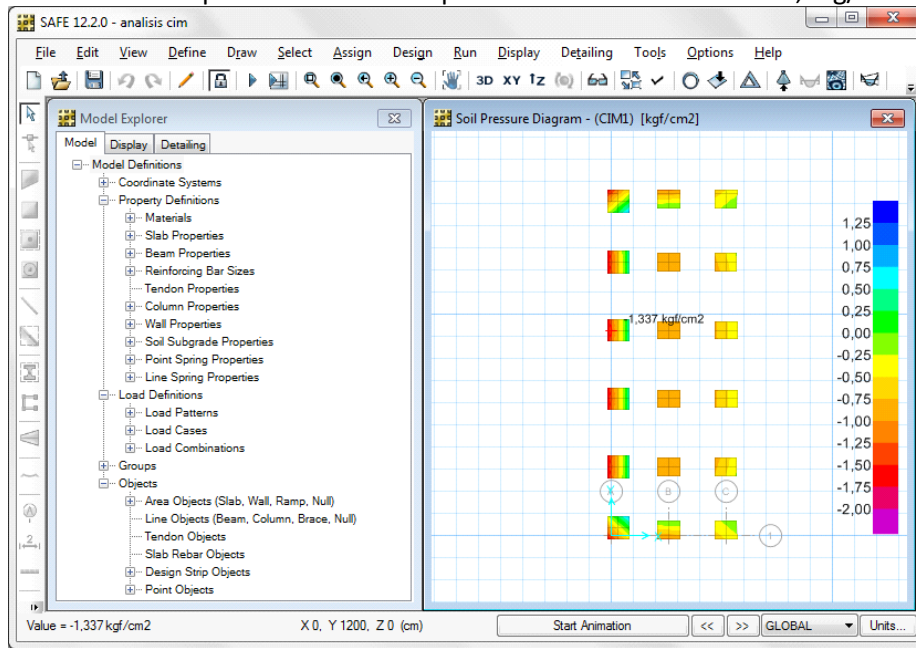 SAFE 12.2.0 - analisis cim
File Edit View Define Draw Select Assign Design Run Display Detailing Tools Options Help
3D XY
Model Explorer
Model Display Detailing
Model Definitions
Coordinate Systems
Property Definitions
Materials
Slab Properties
Beam Properties
Reinforcing Bar Sizes
Tendon Properties
Column Properties
Wall Properties
Soil Subgrade Properties
Point Spring Properties
Line Spring Properties
Load Definitions
Load Patterns
Load Cases
Load Combinations
Groups
Objects
Area Objects (Slab, Wall, Ramp, Null)
Line Objects (Beam, Column, Brace, Null)
Tendon Objects
Slab Rebar Objects
Design Strip Objects
Point Objects
Soil Pressure Diagram - (CIM1) [kgf/cm2]
-1,337 kgf/cm2
B
C
1
1,25
1,00
0,75
0,50
0,25
0,00
-0,25
-0,50
-0,75
-1,00
-1,25
-1,50
-1,75
-2,00
Value = -1,337 kgf/cm2 X 0, Y 1200, Z 0 (cm) Start Animation << >> GLOBAL Units...